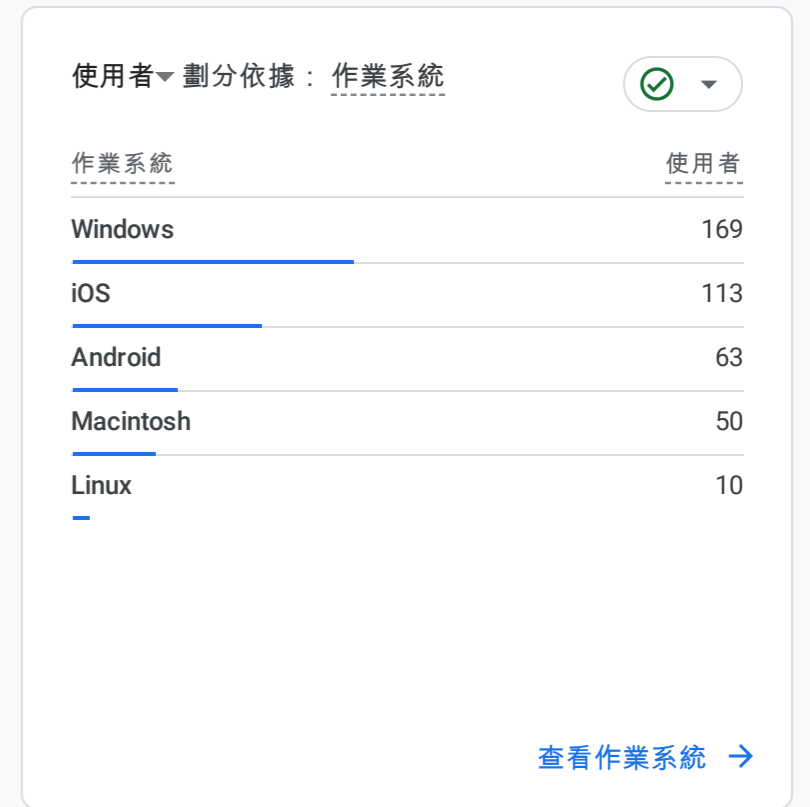 使用者 劃分依據： 作業系統
作業系統 使用者
Windows 169
iOS 113
Android 63
Macintosh 50
Linux 10
查看作業系統